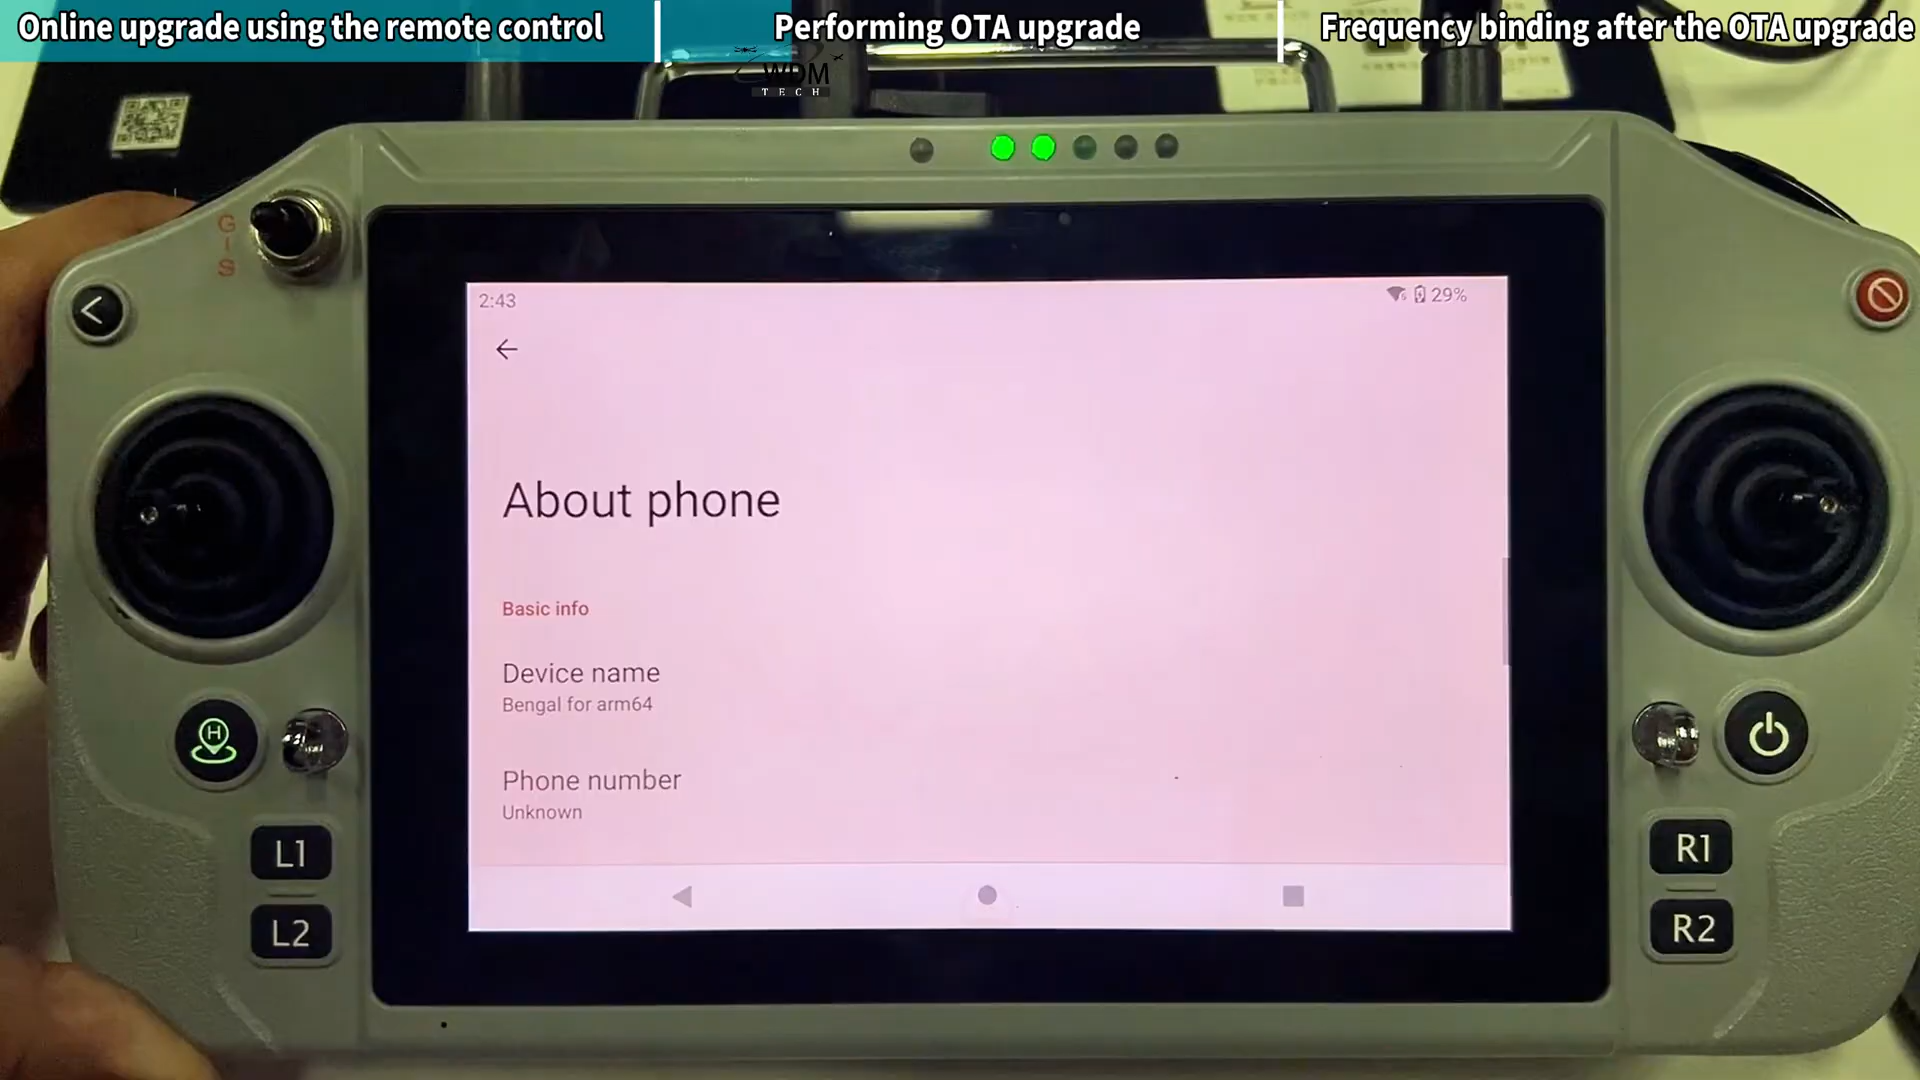 Online upgrade using the remote control
Performing OTA upgrade
Frequency binding after the OTA upgrade
WDM
TECH
G
I
S
2:43
29%
About phone
Basic info
Device name
Bengal for arm64
Phone number
Unknown
H
L1
L2
R1
R2